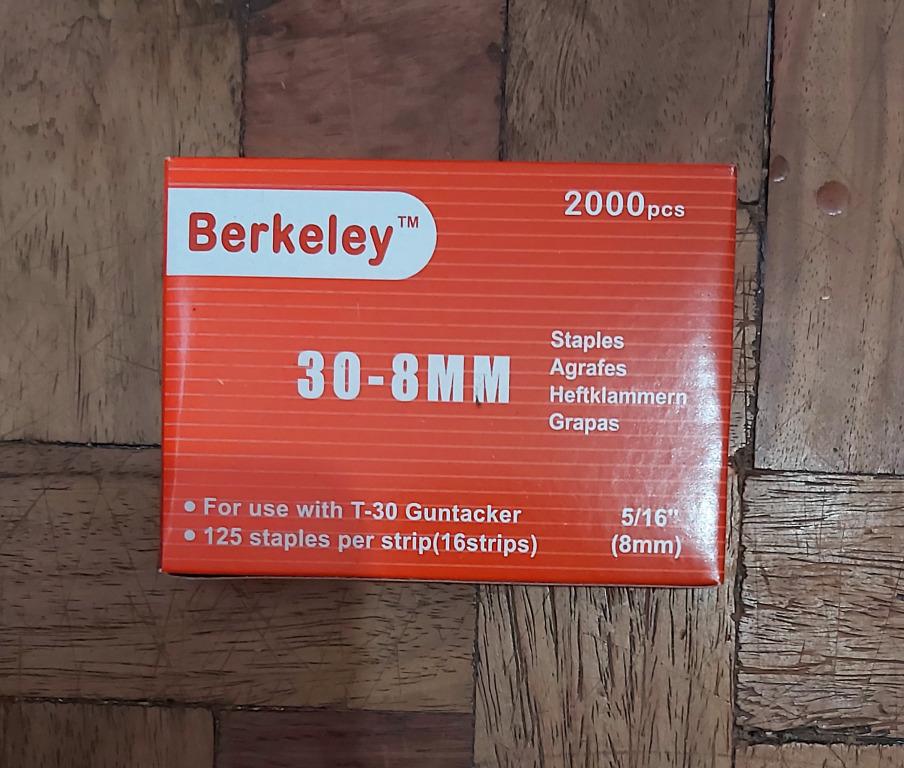 Berkeley™
2000pcs
30-8MM
Staples
Agrafes
Heftklammern
Grapas
• For use with T-30 Guntacker
• 125 staples per strip(16strips)
5/16"
(8mm)